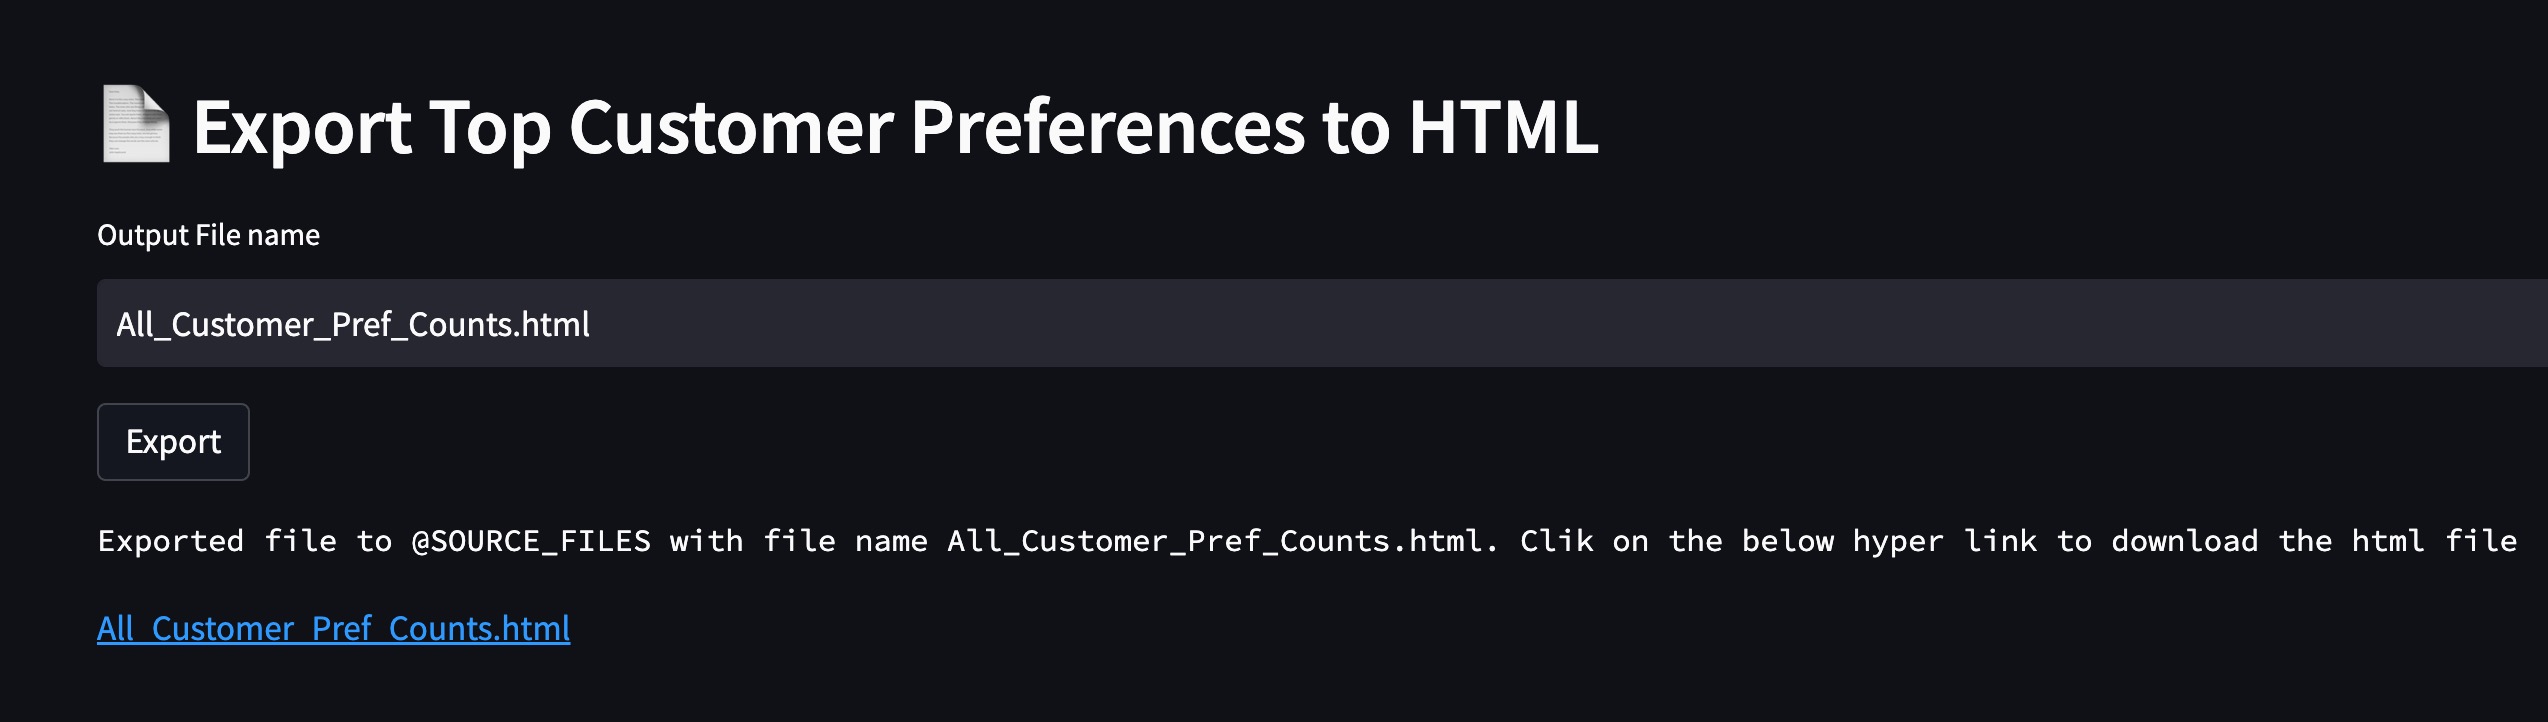 Export Top Customer Preferences to HTML
Output File name
All_Customer_Pref_Counts.html
Export
Exported file to @SOURCE_FILES with file name All_Customer_Pref_Counts.html. Clik on the below hyper link to download the html file
All_Customer_Pref_Counts.html